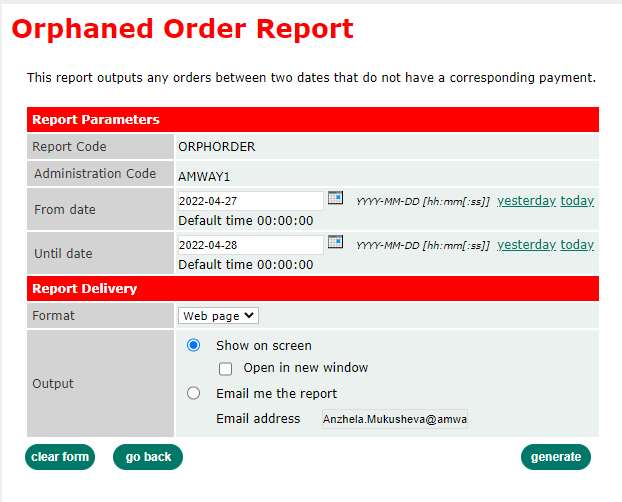 Orphaned Order Report
This report outputs any orders between two dates that do not have a corresponding payment.
Report Parameters
Report Code ORPHORDER
Administration Code AMWAY1
From date 2022-04-27 YYYY-MM-DD [hh:mm[:ss]] yesterday today
Default time 00:00:00
Until date 2022-04-28 YYYY-MM-DD [hh:mm[:ss]] yesterday today
Default time 00:00:00
Report Delivery
Format Web page
Output
Show on screen
Open in new window
Email me the report
Email address Anzhela.Mukusheva@amwa
clear form go back generate